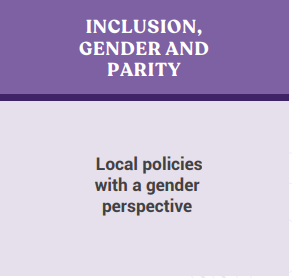 INCLUSION,
GENDER AND
PARITY
Local policies
with a gender
perspective